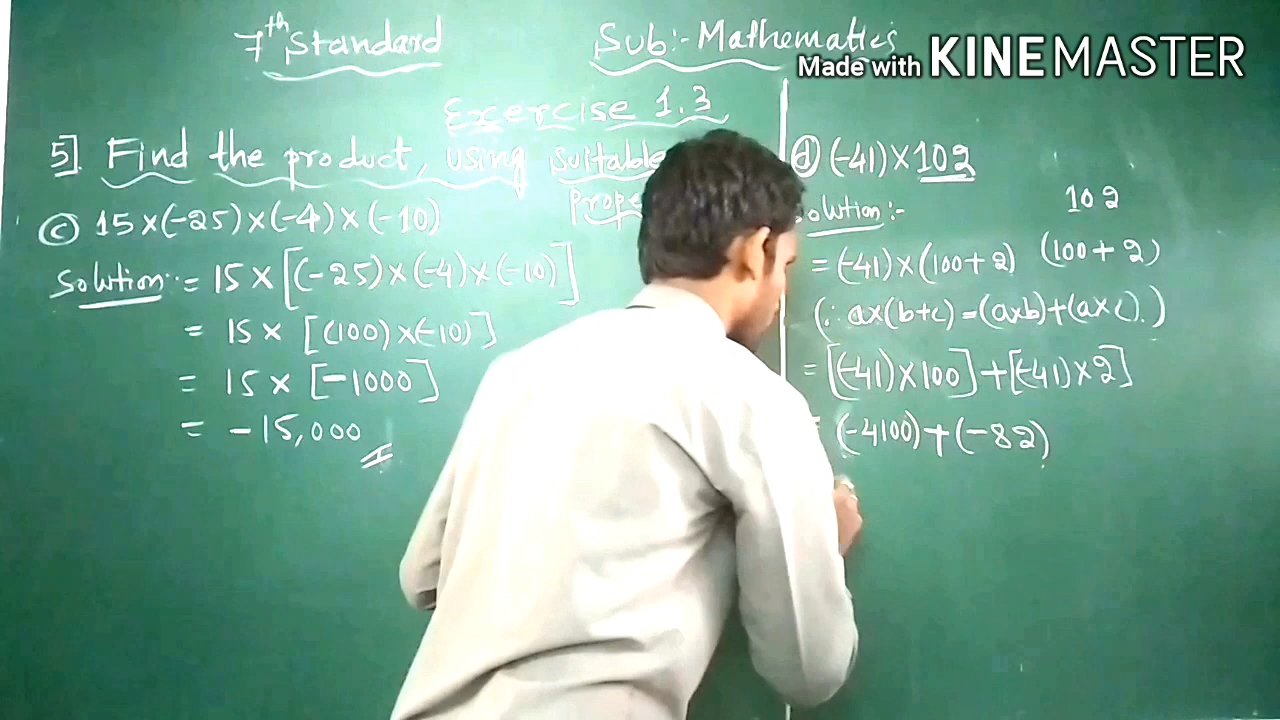 7th Standard
Sub:- Mathematics
Made with KINEMASTER
Exercise 1.3
5]. Find the product, using suitable
ⓒ 15×(-25)×(-4)×(-10)
Solution:- = 15 × [(-25)×(-4)×(-10)]
= 15 × [(100)×(-10)]
= 15 × [-1000]
= -15,000
ⓓ (-41)×102
Solution:-
102
= (-41)×(100+2) (100+2)
(∵ a×(b+c) = (a×b)+(a×c).)
= [(-41)×100]+[(-41)×2]
= (-4100)+(-82)